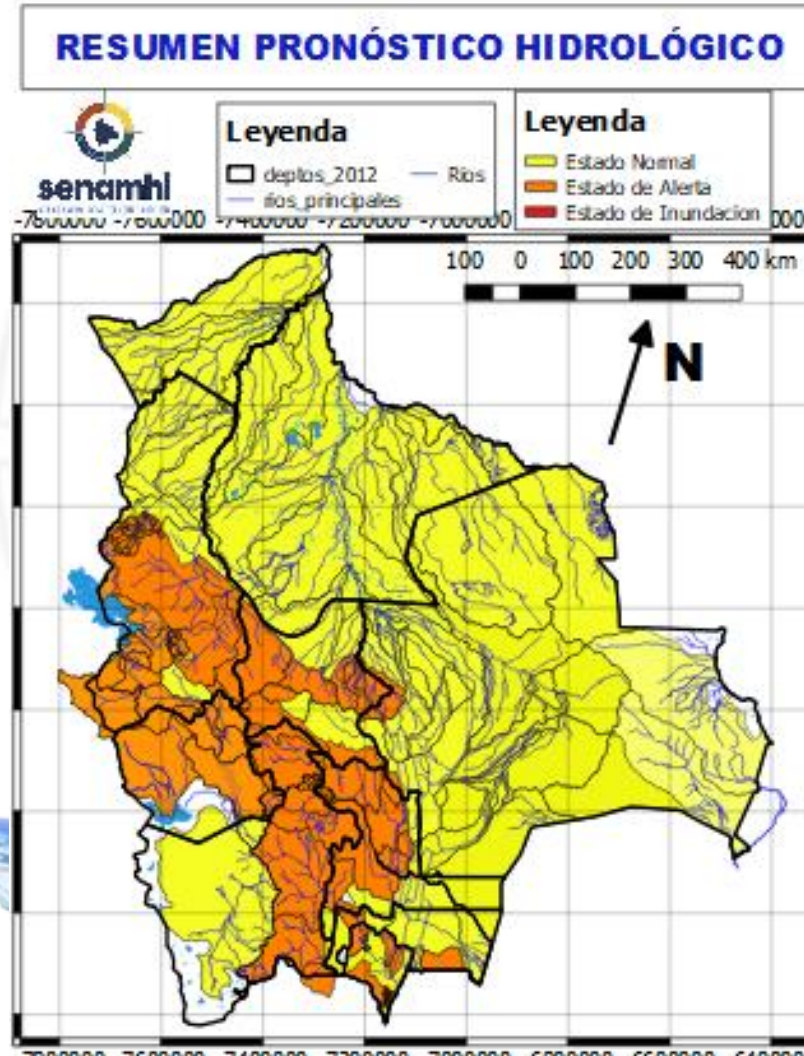 RESUMEN PRONÓSTICO HIDROLÓGICO
senamhi
Leyenda
deptos_2012
Rios
rios_principales
Leyenda
Estado Normal
Estado de Alerta
Estado de Inundacion
-7800000 -7600000 -7400000 -7200000 -7000000
100 0 100 200 300 400 km
N